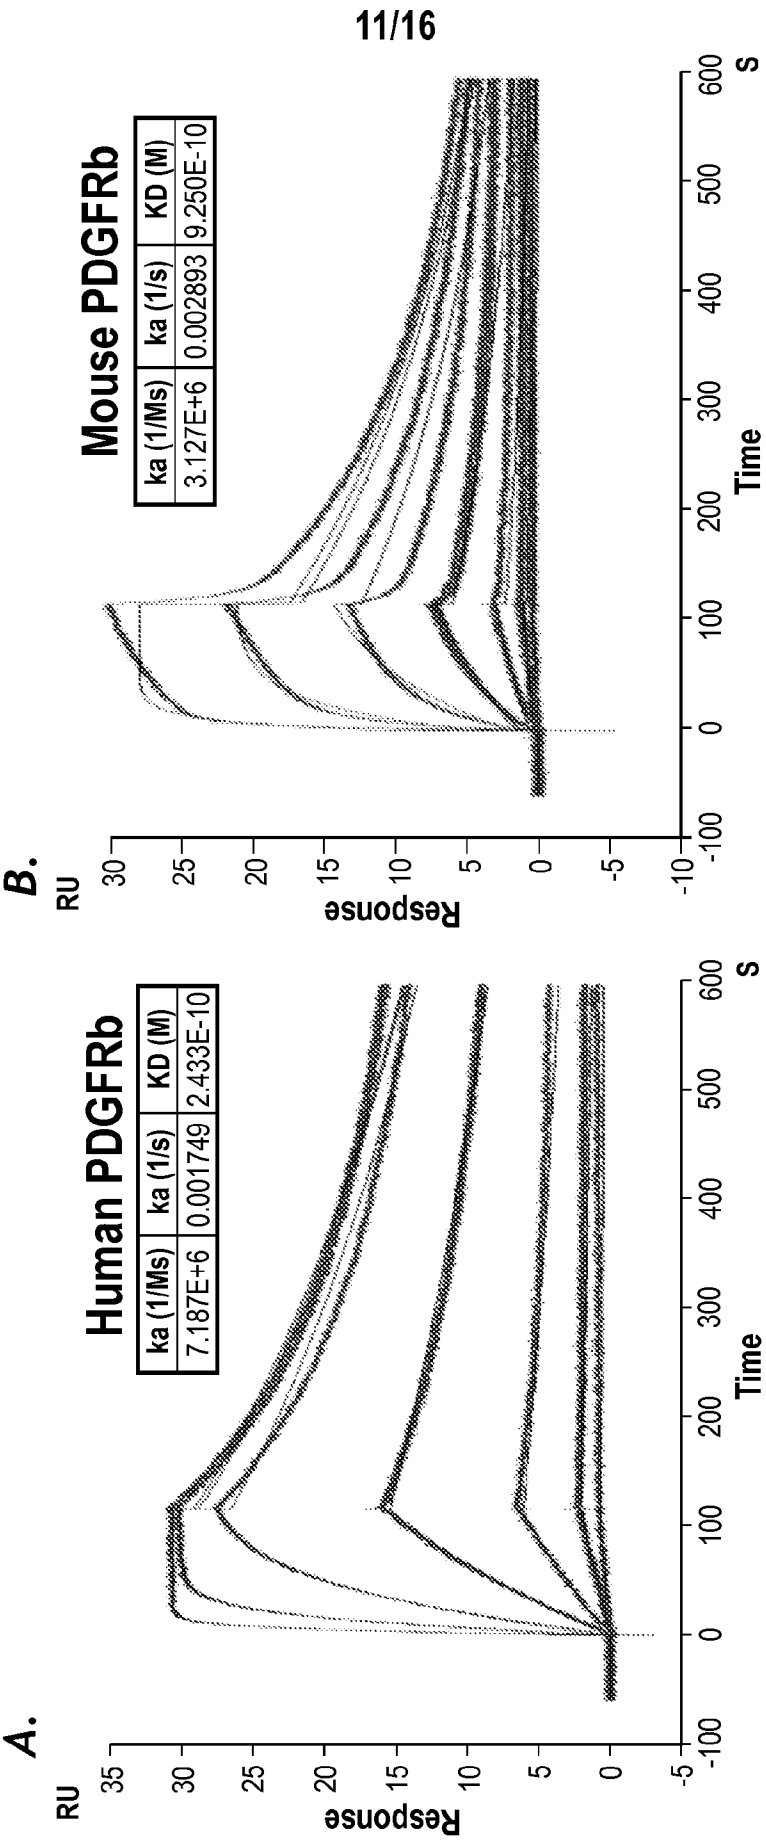 11/16
A.
Human PDGFRb
ka (1/Ms) ka (1/s) KD (M)
7.187E+6 0.001749 2.433E-10
RU
35
30
25
20
15
10
5
0
-5
Response
-100 0 100 200 300 400 500 600
Time S
B.
Mouse PDGFRb
ka (1/Ms) ka (1/s) KD (M)
3.127E+6 0.002893 9.250E-10
RU
30
25
20
15
10
5
0
-5
-10
Response
-100 0 100 200 300 400 500 600
Time S